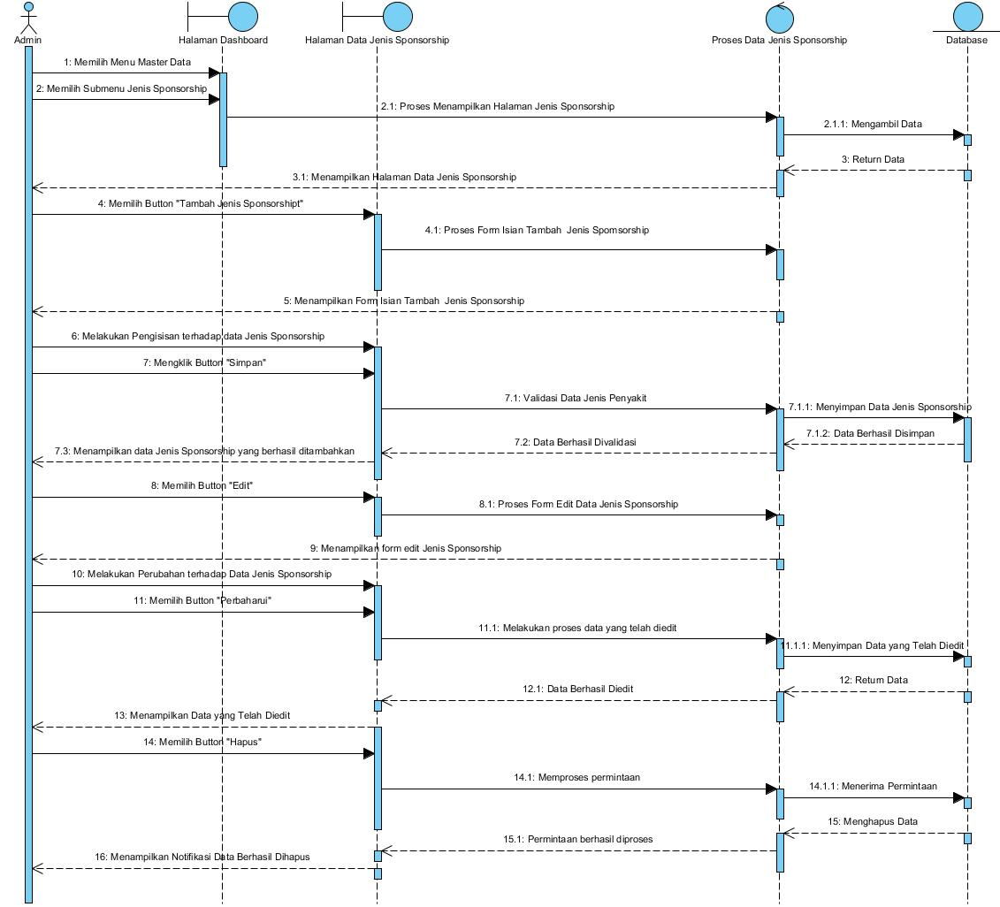 Admin
Halaman Dashboard
Halaman Data Jenis Sponsorship
Proses Data Jenis Sponsorship
Database
1: Memilih Menu Master Data
2: Memilih Submenu Jenis Sponsorship
2.1: Proses Menampilkan Halaman Jenis Sponsorship
2.1.1: Mengambil Data
3: Return Data
3.1: Menampilkan Halaman Data Jenis Sponsorship
4: Memilih Button "Tambah Jenis Sponsorshipt"
4.1: Proses Form Isian Tambah Jenis Spomsorship
5: Menampilkan Form Isian Tambah Jenis Sponsorship
6: Melakukan Pengisisan terhadap data Jenis Sponsorship
7: Mengklik Button "Simpan"
7.1: Validasi Data Jenis Penyakit
7.1.1: Menyimpan Data Jenis Sponsorship
7.1.2: Data Berhasil Disimpan
7.2: Data Berhasil Divalidasi
7.3: Menampilkan data Jenis Sponsorship yang berhasil ditambahkan
8: Memilih Button "Edit"
8.1: Proses Form Edit Data Jenis Sponsorship
9: Menampilkan form edit Jenis Sponsorship
10: Melakukan Perubahan terhadap Data Jenis Sponsorship
11: Memilih Button "Perbaharui"
11.1: Melakukan proses data yang telah diedit
11.1.1: Menyimpan Data yang Telah Diedit
12: Return Data
12.1: Data Berhasil Diedit
13: Menampilkan Data yang Telah Diedit
14: Memilih Button "Hapus"
14.1: Memproses permintaan
14.1.1: Menerima Permintaan
15: Menghapus Data
15.1: Permintaan berhasil diproses
16: Menampilkan Notifikasi Data Berhasil Dihapus